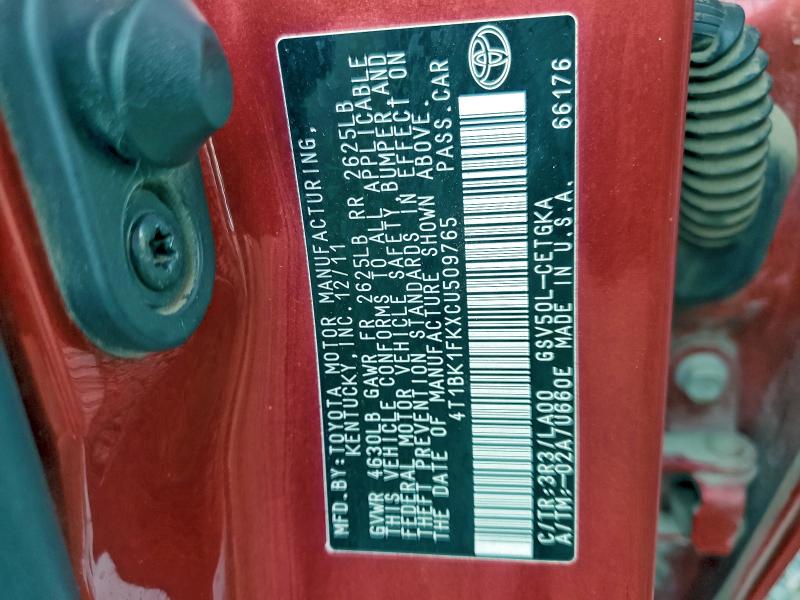 MFD.BY:TOYOTA MOTOR MANUFACTURING,
KENTUCKY,INC. 12/11
GVWR 4630LB GAWR FR 2625LB RR 2625LB
THIS VEHICLE CONFORMS TO ALL APPLICABLE
FEDERAL MOTOR VEHICLE SAFETY BUMPER AND
THEFT PREVENTION STANDARDS IN EFFECT ON
THE DATE OF MANUFACTURE SHOWN ABOVE.
4T1BK1FKXCU509765 PASS.CAR
C/TR:3R3/LA00 GSV50L-CETGKA
A/TM:-02A/U660E MADE IN U.S.A. 66176